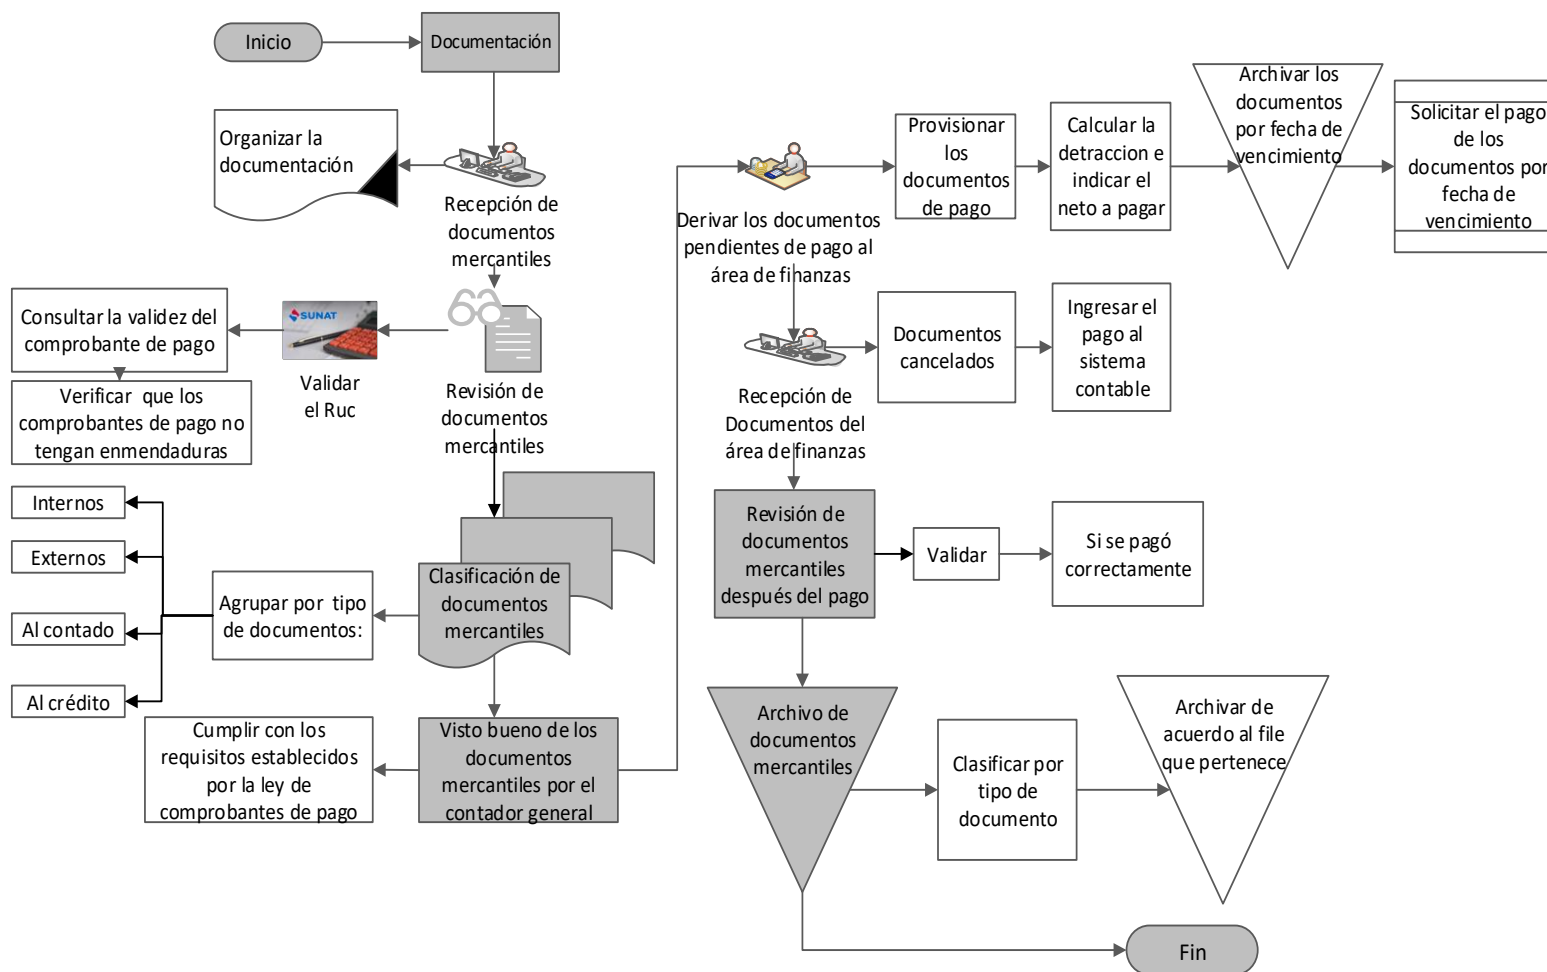 Inicio
Documentación
Organizar la
documentación
Recepción de
documentos
mercantiles
SUNAT
Validar
el Ruc
Consultar la validez del
comprobante de pago
Verificar que los
comprobantes de pago no
tengan enmendaduras
Revisión de
documentos
mercantiles
Clasificación de
documentos
mercantiles
Agrupar por tipo
de documentos:
Internos
Externos
Al contado
Al crédito
Visto bueno de los
documentos
mercantiles por el
contador general
Cumplir con los
requisitos establecidos
por la ley de
comprobantes de pago
Derivar los documentos
pendientes de pago al
área de finanzas
Provisionar
los
documentos
de pago
Calcular la
detraccion e
indicar el
neto a pagar
Archivar los
documentos
por fecha de
vencimiento
Solicitar el pago
de los
documentos por
fecha de
vencimiento
Recepción de
Documentos del
área de finanzas
Documentos
cancelados
Ingresar el
pago al
sistema
contable
Revisión de
documentos
mercantiles
después del pago
Validar
Si se pagó
correctamente
Archivo de
documentos
mercantiles
Clasificar por
tipo de
documento
Archivar de
acuerdo al file
que pertenece
Fin